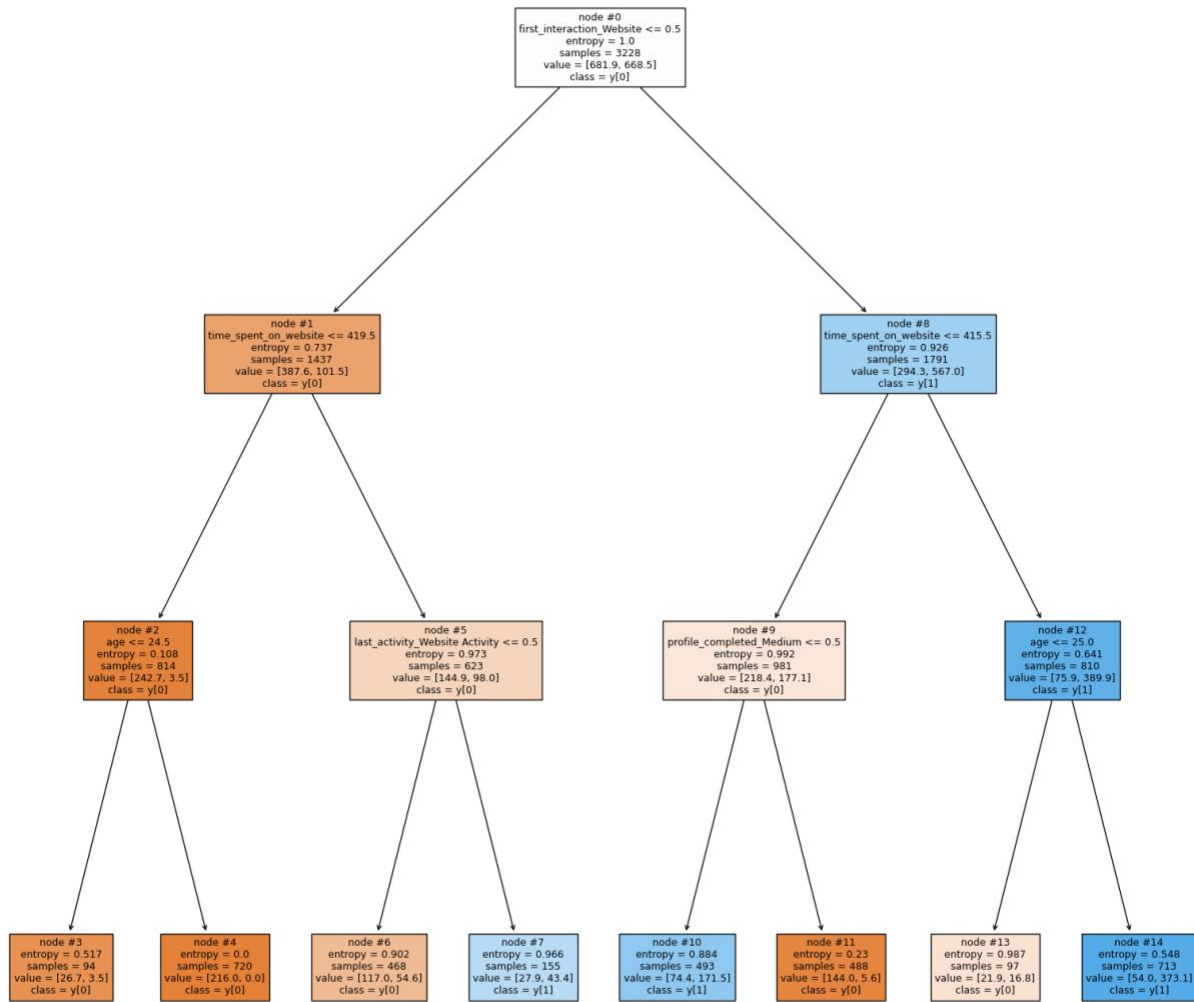 node #0
first_interaction_Website <= 0.5
entropy = 1.0
samples = 3228
value = [681.9, 668.5]
class = y[0]
node #1
time_spent_on_website <= 419.5
entropy = 0.737
samples = 1437
value = [387.6, 101.5]
class = y[0]
node #8
time_spent_on_website <= 415.5
entropy = 0.926
samples = 1791
value = [294.3, 567.0]
class = y[1]
node #2
age <= 24.5
entropy = 0.108
samples = 814
value = [242.7, 3.5]
class = y[0]
node #5
last_activity_Website Activity <= 0.5
entropy = 0.973
samples = 623
value = [144.9, 98.0]
class = y[0]
node #9
profile_completed_Medium <= 0.5
entropy = 0.992
samples = 981
value = [218.4, 177.1]
class = y[0]
node #12
age <= 25.0
entropy = 0.641
samples = 810
value = [75.9, 389.9]
class = y[1]
node #3
entropy = 0.517
samples = 94
value = [26.7, 3.5]
class = y[0]
node #4
entropy = 0.0
samples = 720
value = [216.0, 0.0]
class = y[0]
node #6
entropy = 0.902
samples = 468
value = [117.0, 54.6]
class = y[0]
node #7
entropy = 0.966
samples = 155
value = [27.9, 43.4]
class = y[1]
node #10
entropy = 0.884
samples = 493
value = [74.4, 171.5]
class = y[1]
node #11
entropy = 0.23
samples = 488
value = [144.0, 5.6]
class = y[0]
node #13
entropy = 0.987
samples = 97
value = [21.9, 16.8]
class = y[0]
node #14
entropy = 0.548
samples = 713
value = [54.0, 373.1]
class = y[1]